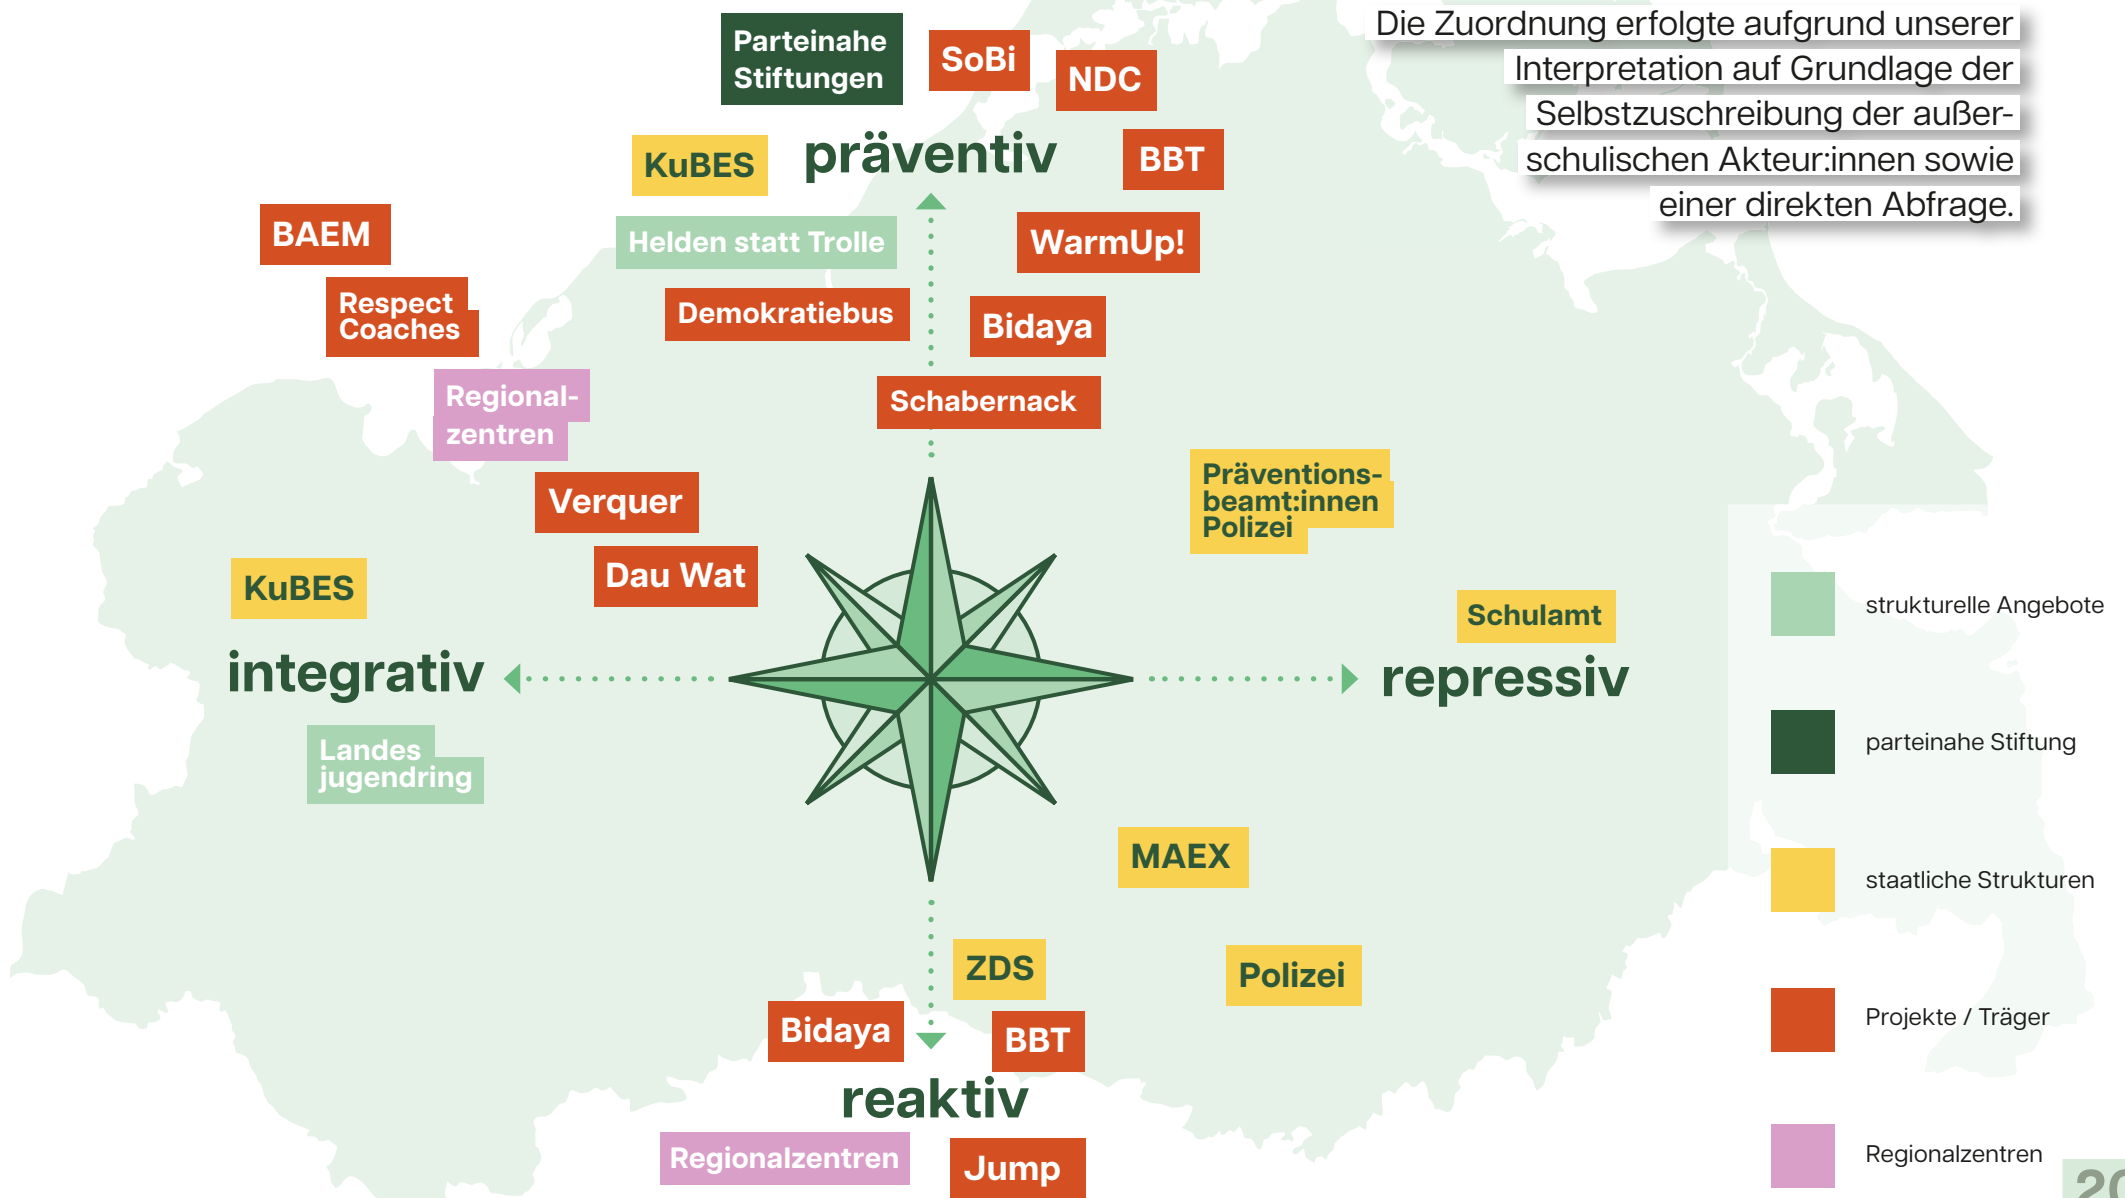 Die Zuordnung erfolgte aufgrund unserer
Interpretation auf Grundlage der
Selbstzuschreibung der außer-
schulischen Akteur:innen sowie
einer direkten Abfrage.
Parteinahe
Stiftungen
SoBi
NDC
KuBES
präventiv
BBT
BAEM
Helden statt Trolle
WarmUp!
Respect
Coaches
Demokratiebus
Bidaya
Regional-
zentren
Schabernack
Verquer
Präventions-
beamt:innen
Polizei
Dau Wat
KuBES
Schulamt
integrativ
repressiv
Landes
jugendring
MAEX
ZDS
Polizei
Bidaya
BBT
reaktiv
Regionalzentren
Jump
strukturelle Angebote
parteinahe Stiftung
staatliche Strukturen
Projekte / Träger
Regionalzentren